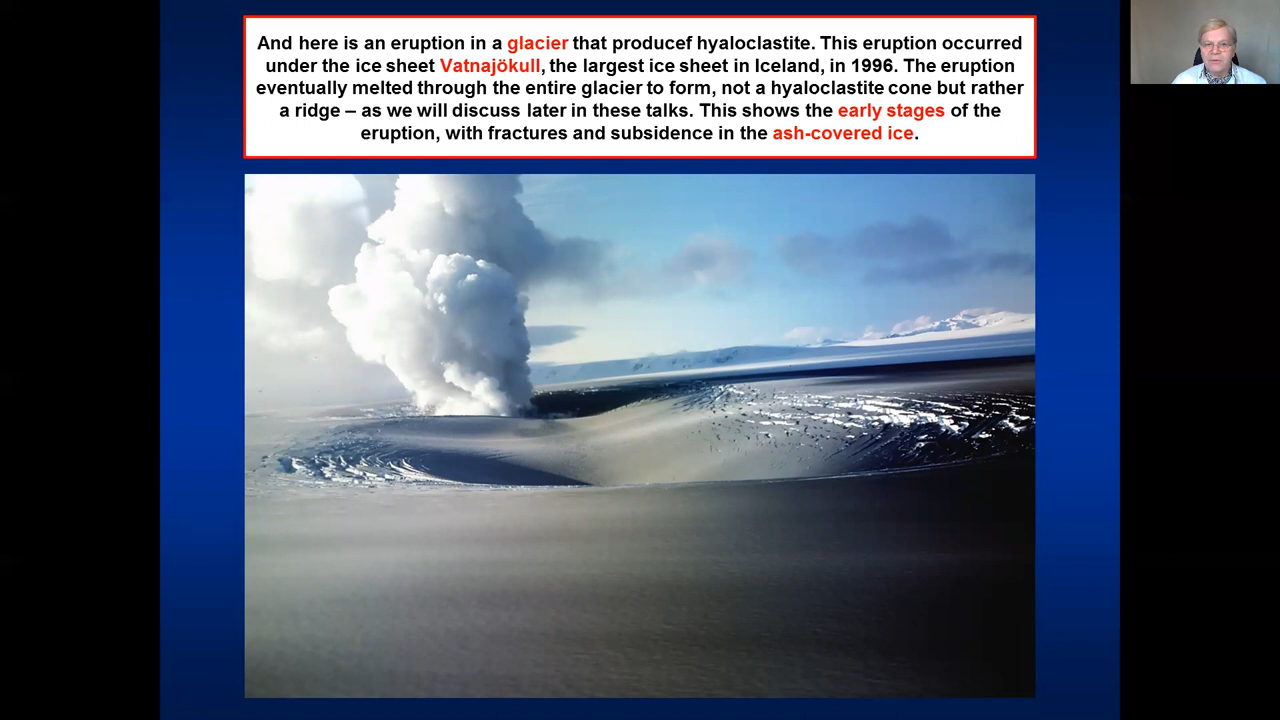 And here is an eruption in a glacier that producef hyaloclastite. This eruption occurred
under the ice sheet Vatnajökull, the largest ice sheet in Iceland, in 1996. The eruption
eventually melted through the entire glacier to form, not a hyaloclastite cone but rather
a ridge – as we will discuss later in these talks. This shows the early stages of the
eruption, with fractures and subsidence in the ash-covered ice.